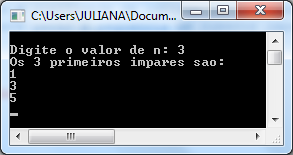 C:\Users\JULIANA\Docum...
Digite o valor de n: 3
Os 3 primeiros impares sao:
1
3
5